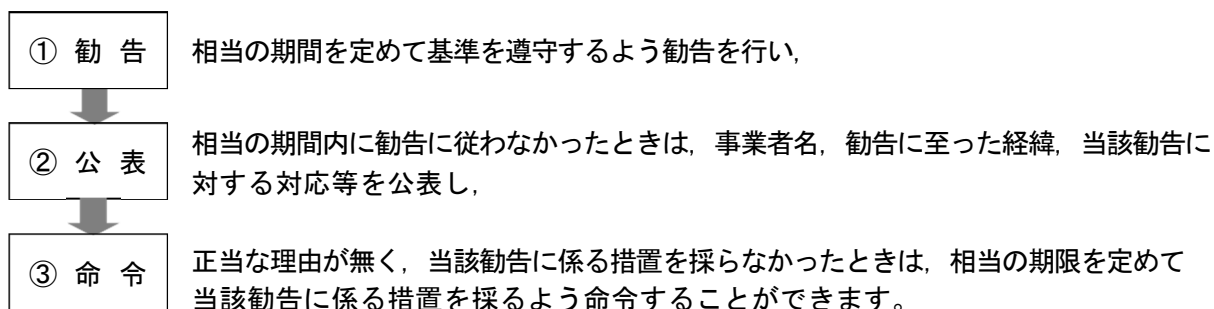 ① 勧 告
相当の期間を定めて基準を遵守するよう勧告を行い,
② 公 表
相当の期間内に勧告に従わなかったときは, 事業者名, 勧告に至った経緯, 当該勧告に
対する対応等を公表し,
③ 命 令
正当な理由が無く, 当該勧告に係る措置を採らなかったときは, 相当の期限を定めて
当該勧告に係る措置を採るよう命令することができます。